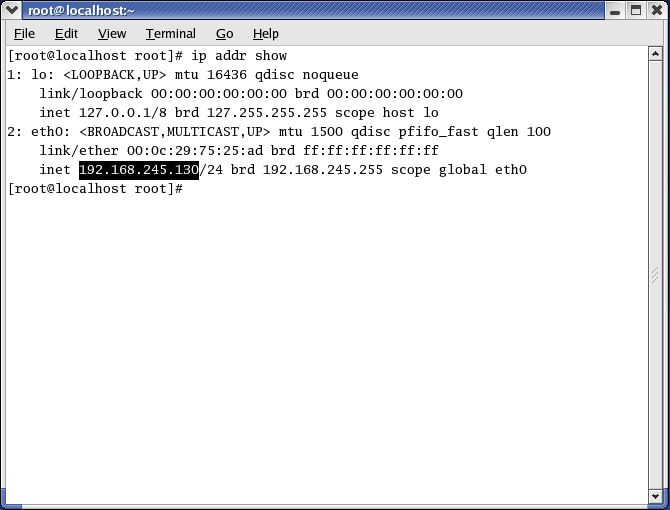 root@localhost:~
File Edit View Terminal Go Help
[root@localhost root]# ip addr show
1: lo: <LOOPBACK,UP> mtu 16436 qdisc noqueue
    link/loopback 00:00:00:00:00:00 brd 00:00:00:00:00:00
    inet 127.0.0.1/8 brd 127.255.255.255 scope host lo
2: eth0: <BROADCAST,MULTICAST,UP> mtu 1500 qdisc pfifo_fast qlen 100
    link/ether 00:0c:29:75:25:ad brd ff:ff:ff:ff:ff:ff
    inet 192.168.245.130/24 brd 192.168.245.255 scope global eth0
[root@localhost root]#